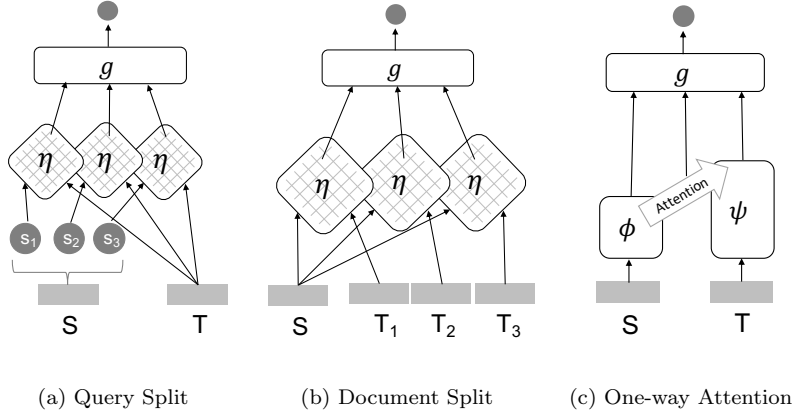 g
g
g
η η η
η η η
Attention
ϕ
ψ
s₁ s₂ s₃
S
T
S
T₁ T₂ T₃
S
T
(a) Query Split
(b) Document Split
(c) One-way Attention